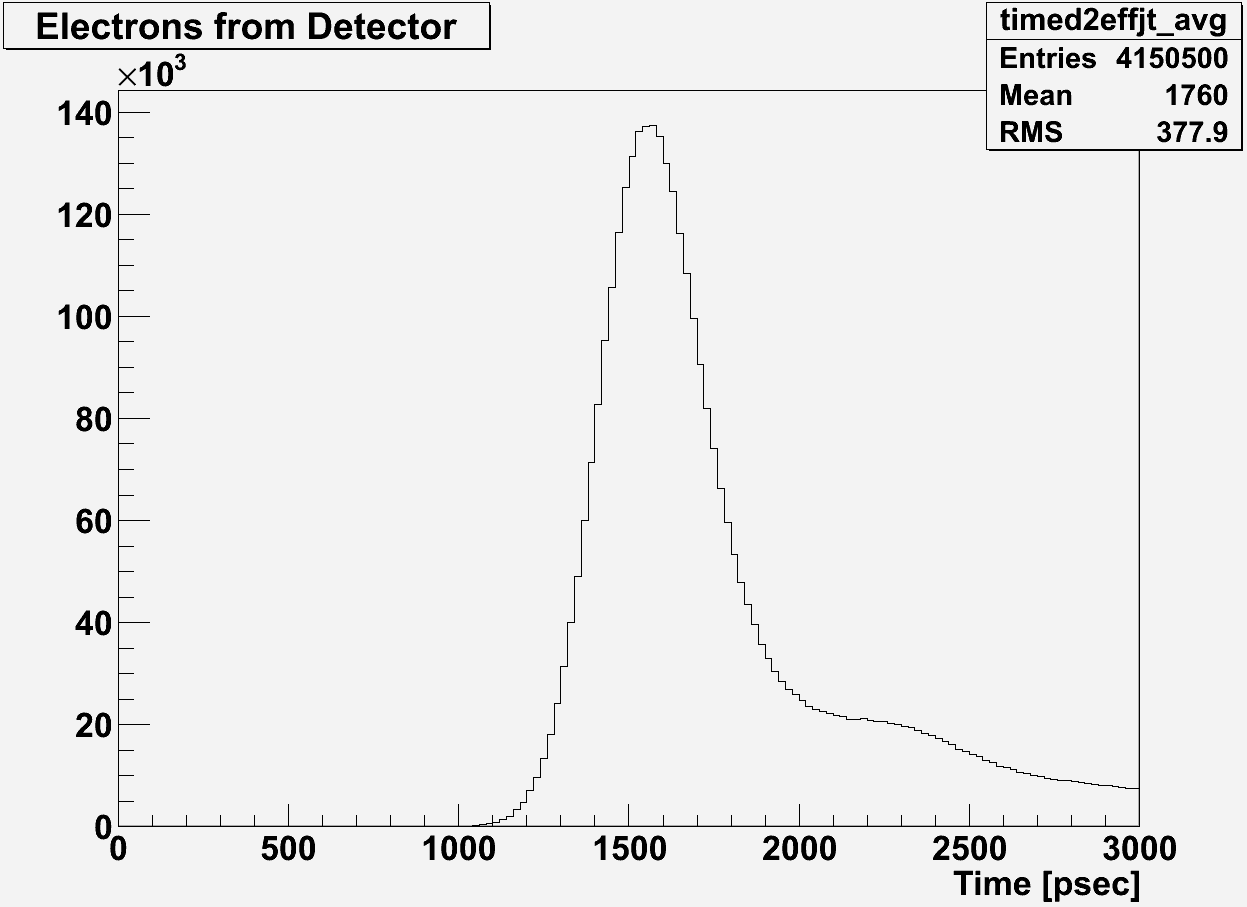 Electrons from Detector
timed2effjt_avg
Entries 4150500
Mean 1760
RMS 377.9
×10³
140
120
100
80
60
40
20
0
0 500 1000 1500 2000 2500 3000
Time [psec]